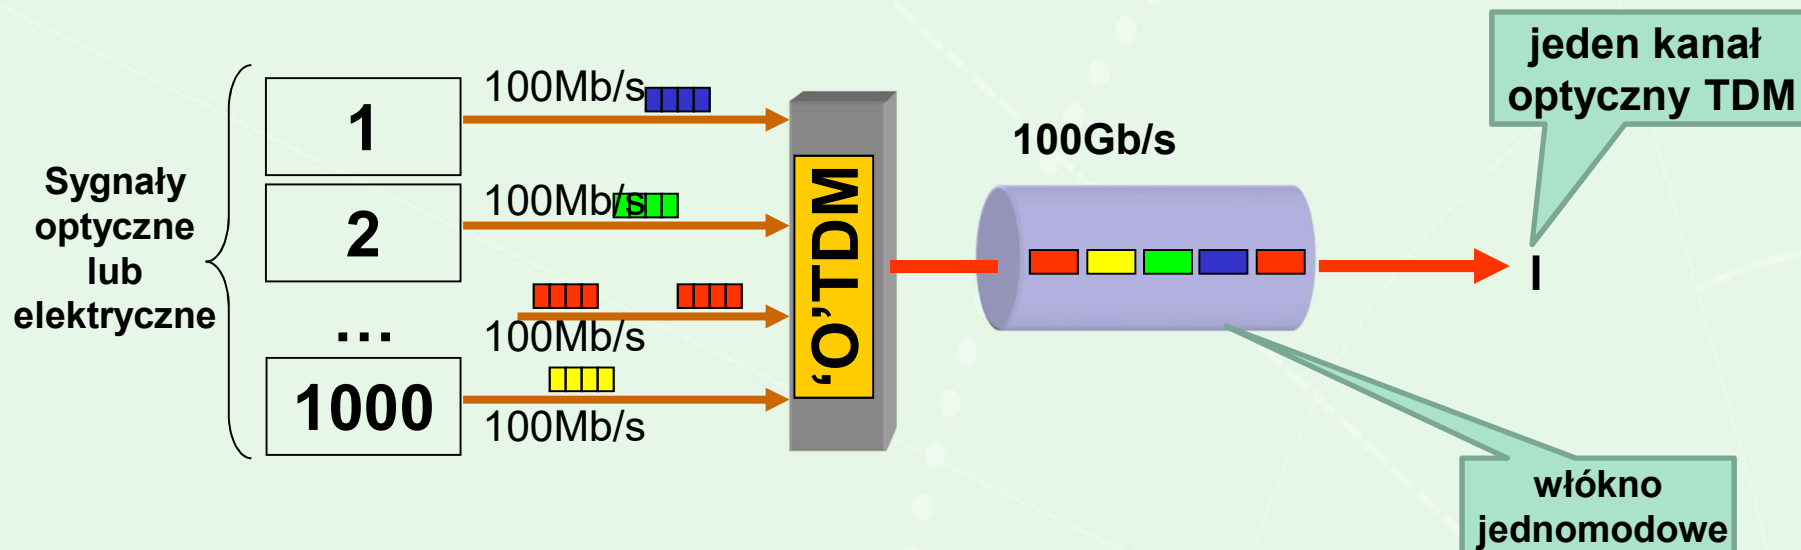 Sygnały
optyczne
lub
elektryczne
1
2
...
1000
100Mb/s
100Mb/s
100Mb/s
100Mb/s
'O'TDM
100Gb/s
jeden kanał
optyczny TDM
l
włókno
jednomodowe